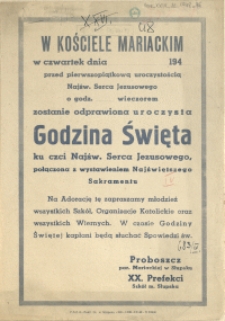 W KOŚCIELE MARIACKIM
w czwartek dnia 194
przed pierwszopiątkową uroczystością
Najśw. Serca Jezusowego
o godz. wieczorem
zostanie odprawiona uroczysta
Godzina Święta
ku czci Najśw. Serca Jezusowego,
połączona z wystawieniem Najświętszego
Sakramentu
Na Adorację tę zapraszamy młodzież
wszystkich Szkół, Organizacje Katolickie oraz
wszystkich Wiernych. W czasie Godziny
Świętej kapłani będą słuchać Spowiedzi św.
Proboszcz
par. Mariackiej w Słupsku
XX. Prefekci
Szkół m. Słupska